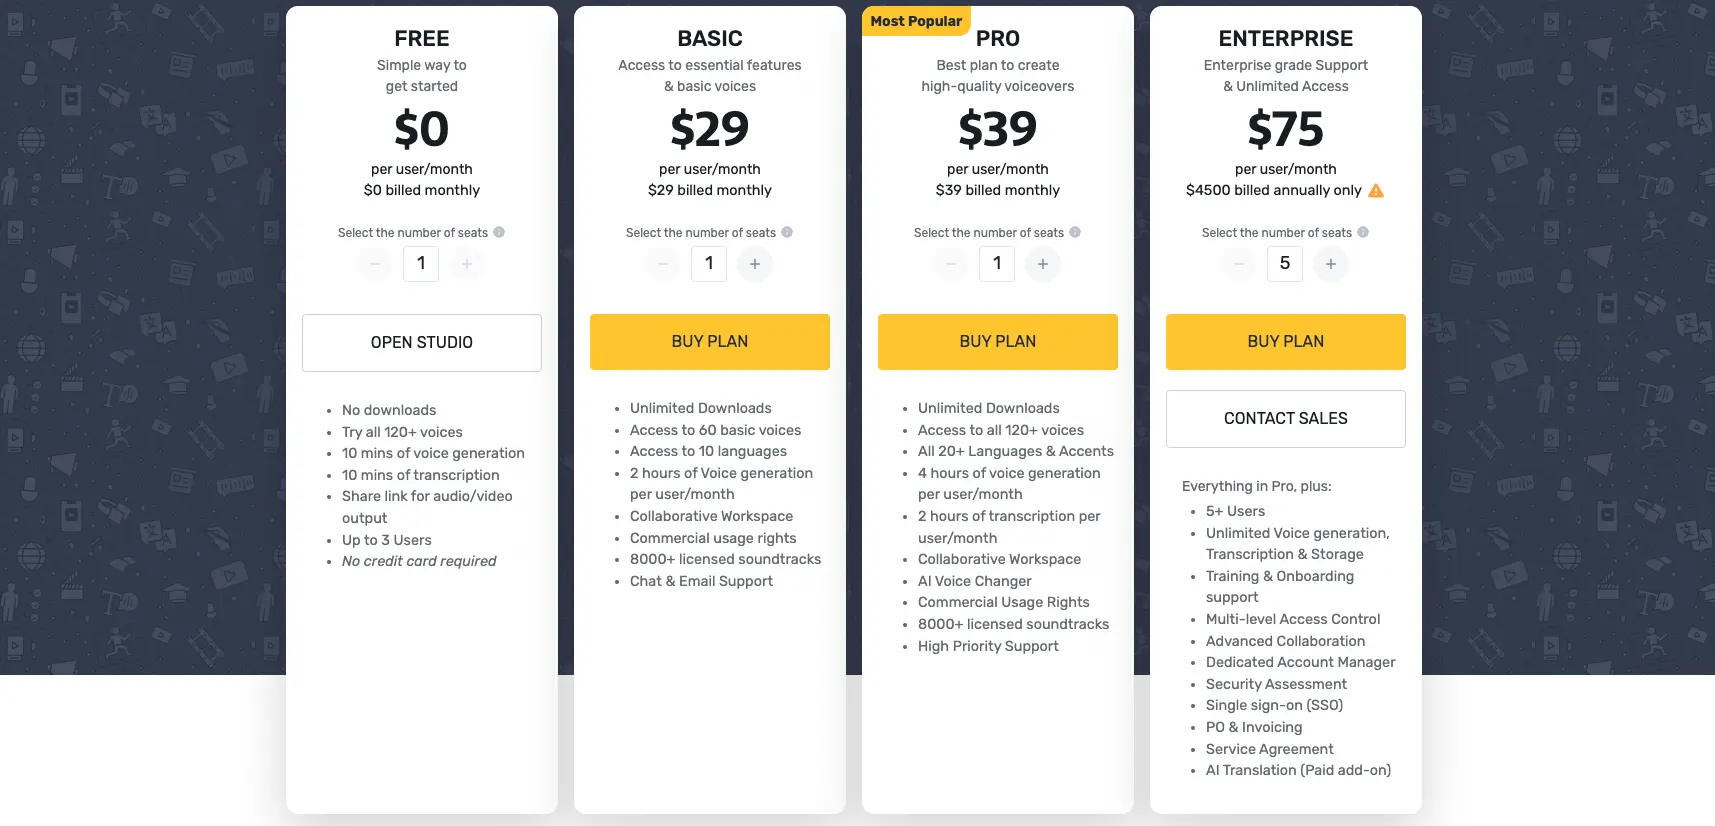 FREE
Simple way to
get started
$0
per user/month
$0 billed monthly
Select the number of seats
1
OPEN STUDIO
No downloads
Try all 120+ voices
10 mins of voice generation
10 mins of transcription
Share link for audio/video
output
Up to 3 Users
No credit card required
BASIC
Access to essential features
& basic voices
$29
per user/month
$29 billed monthly
Select the number of seats
1
BUY PLAN
Unlimited Downloads
Access to 60 basic voices
Access to 10 languages
2 hours of Voice generation
per user/month
Collaborative Workspace
Commercial usage rights
8000+ licensed soundtracks
Chat & Email Support
Most Popular
PRO
Best plan to create
high-quality voiceovers
$39
per user/month
$39 billed monthly
Select the number of seats
1
BUY PLAN
Unlimited Downloads
Access to all 120+ voices
All 20+ Languages & Accents
4 hours of voice generation
per user/month
2 hours of transcription per
user/month
Collaborative Workspace
AI Voice Changer
Commercial Usage Rights
8000+ licensed soundtracks
High Priority Support
ENTERPRISE
Enterprise grade Support
& Unlimited Access
$75
per user/month
$4500 billed annually only
Select the number of seats
5
BUY PLAN
CONTACT SALES
Everything in Pro, plus:
5+ Users
Unlimited Voice generation,
Transcription & Storage
Training & Onboarding
support
Multi-level Access Control
Advanced Collaboration
Dedicated Account Manager
Security Assessment
Single sign-on (SSO)
PO & Invoicing
Service Agreement
AI Translation (Paid add-on)